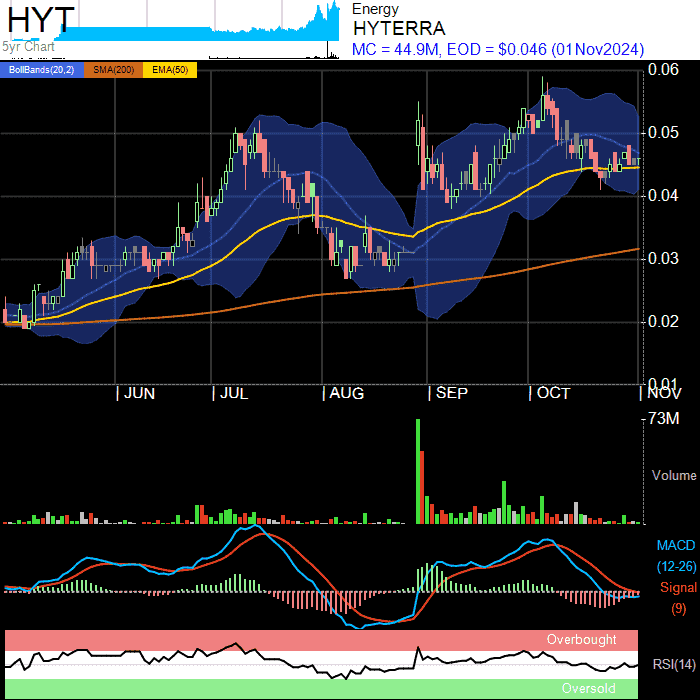 HYT
5yr Chart
Energy
HYTERRA
MC = 44.9M, EOD = $0.046 (01Nov2024)
BollBands(20,2) SMA(200) EMA(50)
0.06
0.05
0.04
0.03
0.02
0.01
| JUN | JUL | AUG | SEP | OCT | NOV
-73M
Volume
MACD
(12-26)
Signal
(9)
Overbought
RSI(14)
Oversold